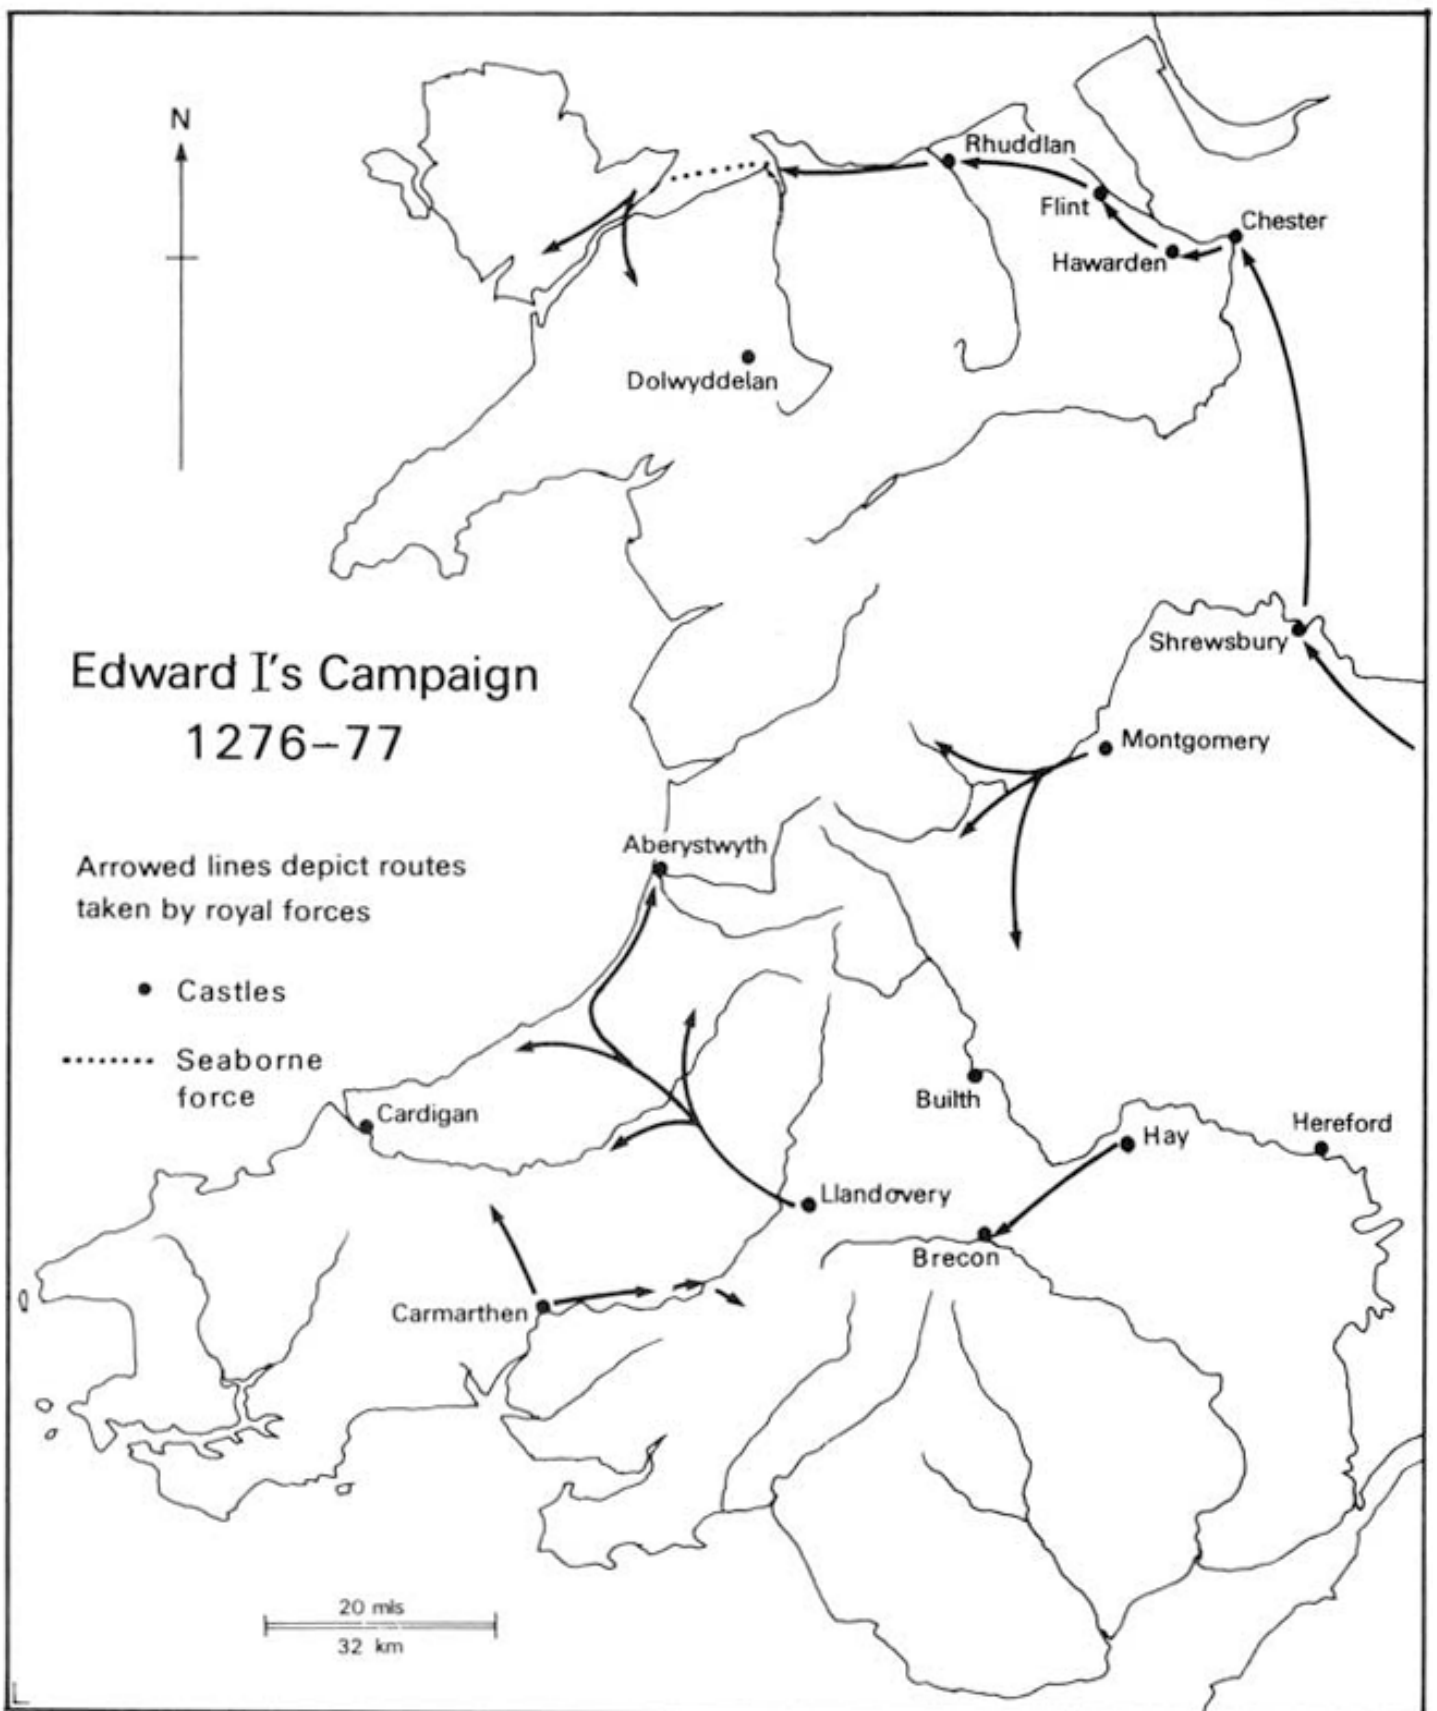 N
Rhuddlan
Flint
Chester
Hawarden
Dolwyddelan
Shrewsbury
Edward I's Campaign
1276–77
Montgomery
Aberystwyth
Arrowed lines depict routes
taken by royal forces
Castles
Seaborne
force
Cardigan
Builth
Hay
Hereford
Llandovery
Brecon
Carmarthen
20 mls
32 km